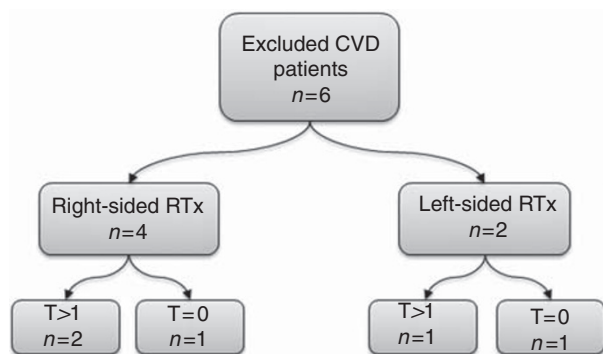 Excluded CVD
patients
n=6
Right-sided RTx
n=4
Left-sided RTx
n=2
T>1
n=2
T=0
n=1
T>1
n=1
T=0
n=1